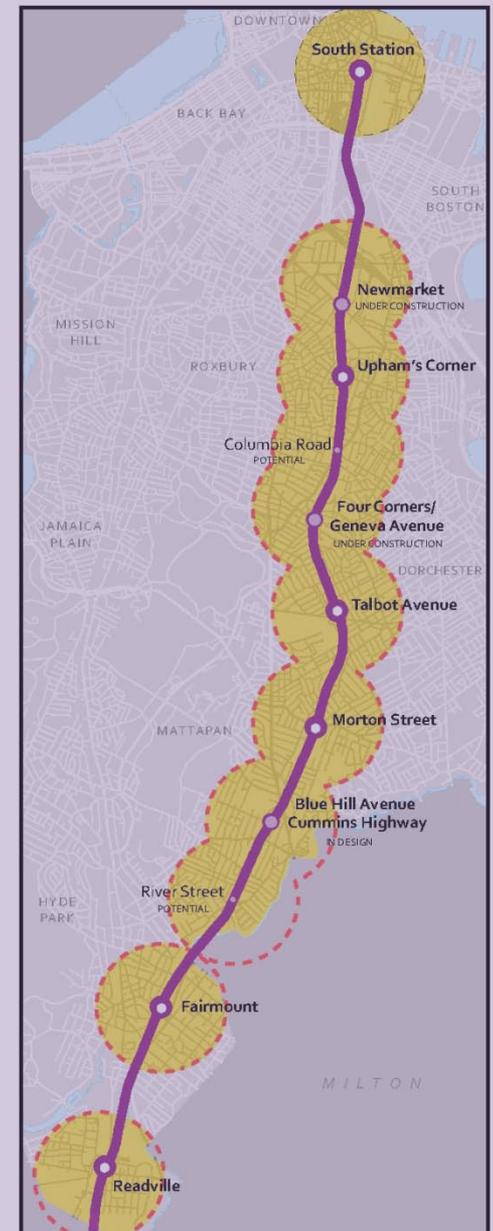 DOWNTOWN
South Station
BACK BAY
SOUTH
BOSTON
Newmarket
UNDER CONSTRUCTION
MISSION
HILL
ROXBURY
Upham's Corner
Columbia Road
POTENTIAL
Four Corners/
Geneva Avenue
UNDER CONSTRUCTION
JAMAICA
PLAIN
DORCHESTER
Talbot Avenue
Morton Street
MATTAPAN
Blue Hill Avenue
Cummins Highway
IN DESIGN
River Street
POTENTIAL
HYDE
PARK
Fairmount
MILTON
Readville